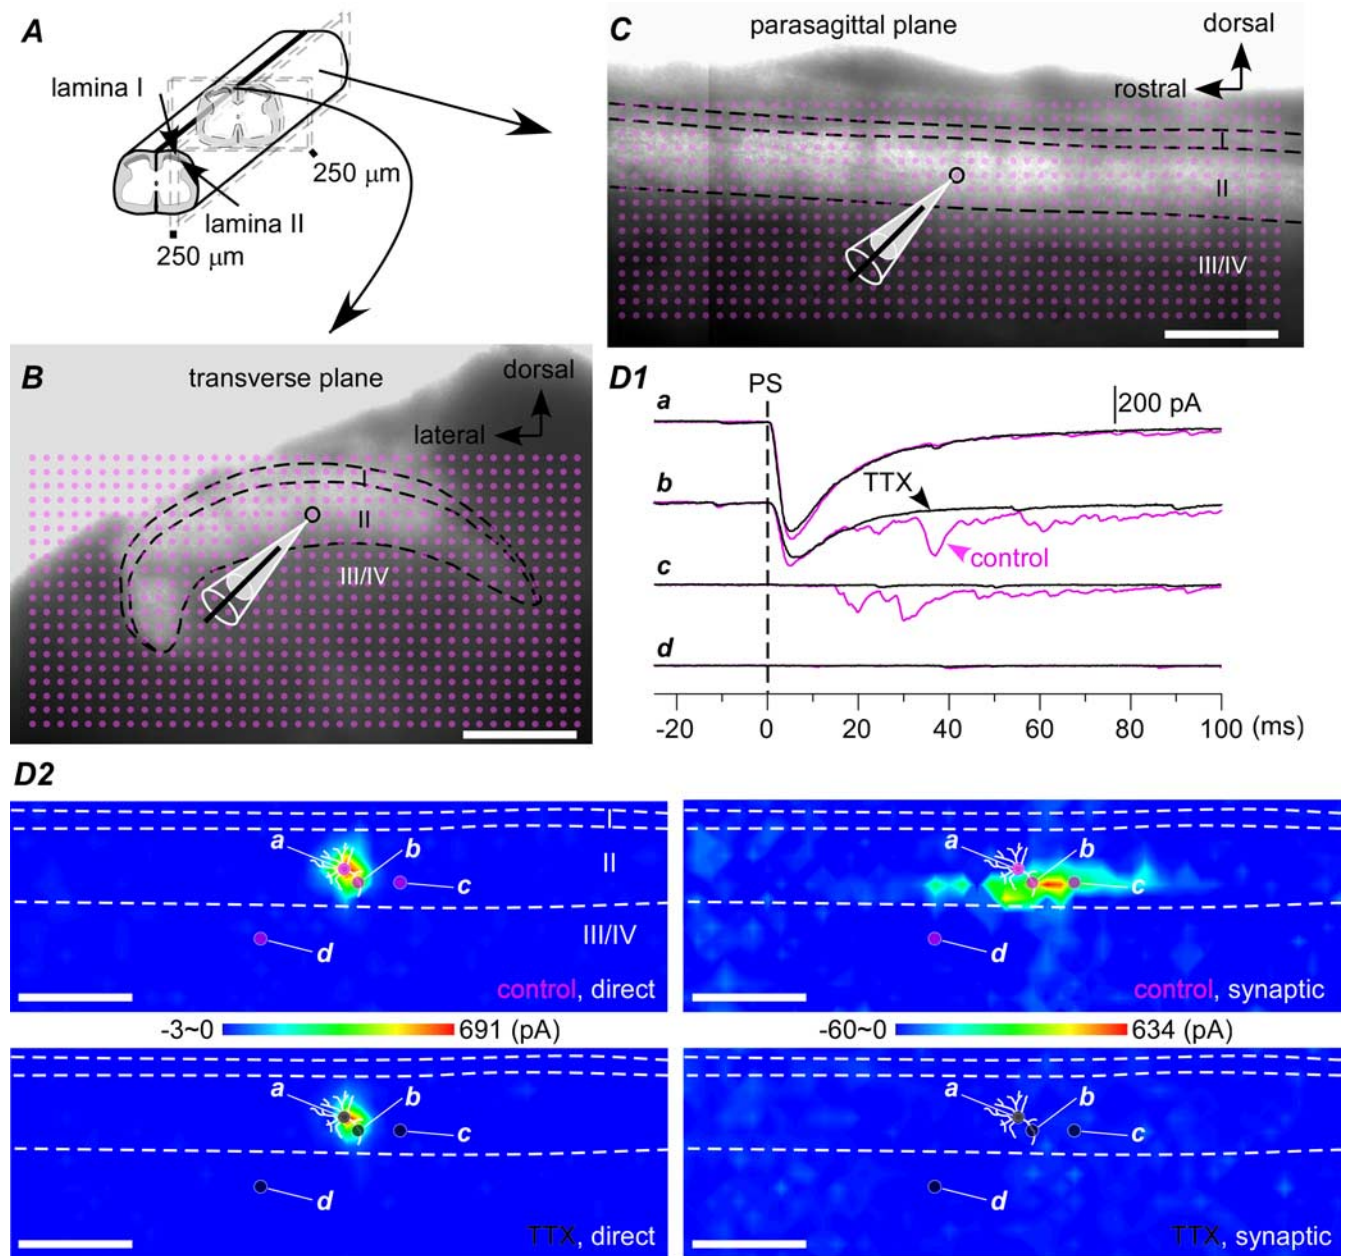 A
lamina I
250 µm
lamina II
250 µm
C
parasagittal plane
dorsal
rostral
I
II
III/IV
B
transverse plane
dorsal
lateral
I
II
III/IV
D1
PS
200 pA
a
b
TTX
control
c
d
-20 0 20 40 60 80 100 (ms)
D2
I
II
a
b
c
d
III/IV
control, direct
a
b
c
d
control, synaptic
-3~0 691 (pA)
-60~0 634 (pA)
a
b
c
d
TTX, direct
a
b
c
d
TTX, synaptic